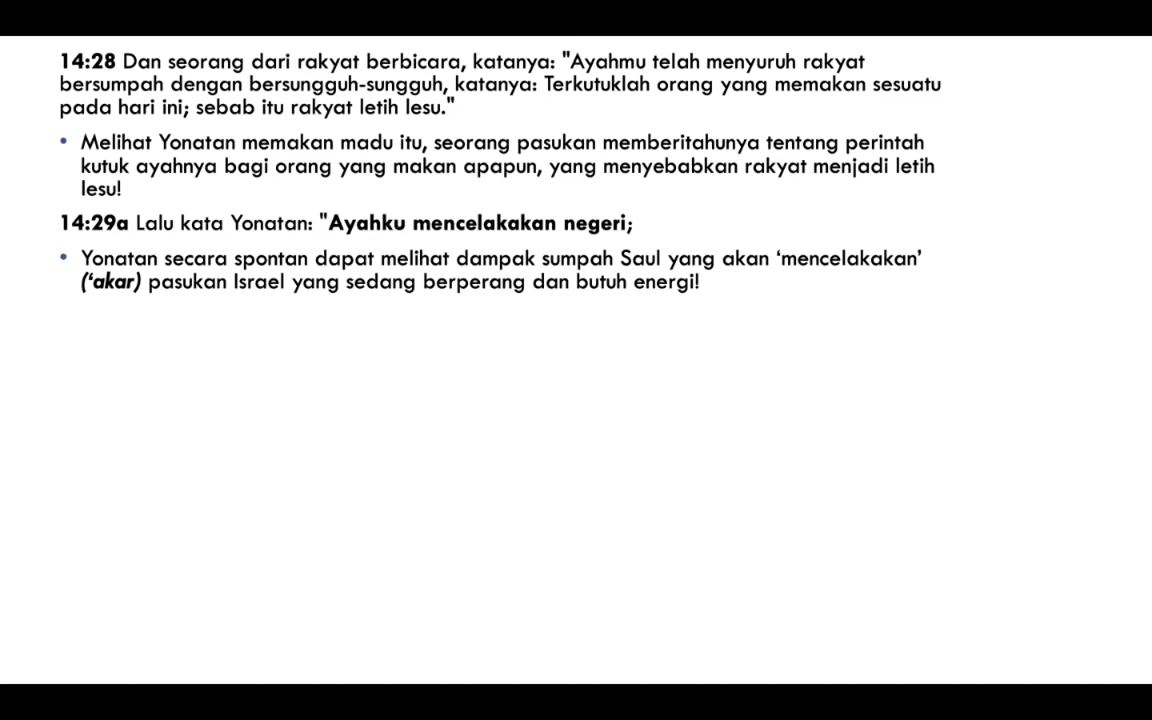 14:28 Dan seorang dari rakyat berbicara, katanya: "Ayahmu telah menyuruh rakyat
bersumpah dengan bersungguh-sungguh, katanya: Terkutuklah orang yang memakan sesuatu
pada hari ini; sebab itu rakyat letih lesu."
• Melihat Yonatan memakan madu itu, seorang pasukan memberitahunya tentang perintah
kutuk ayahnya bagi orang yang makan apapun, yang menyebabkan rakyat menjadi letih
lesu!
14:29a Lalu kata Yonatan: "Ayahku mencelakakan negeri;
• Yonatan secara spontan dapat melihat dampak sumpah Saul yang akan ‘mencelakakan’
(‘akar) pasukan Israel yang sedang berperang dan butuh energi!